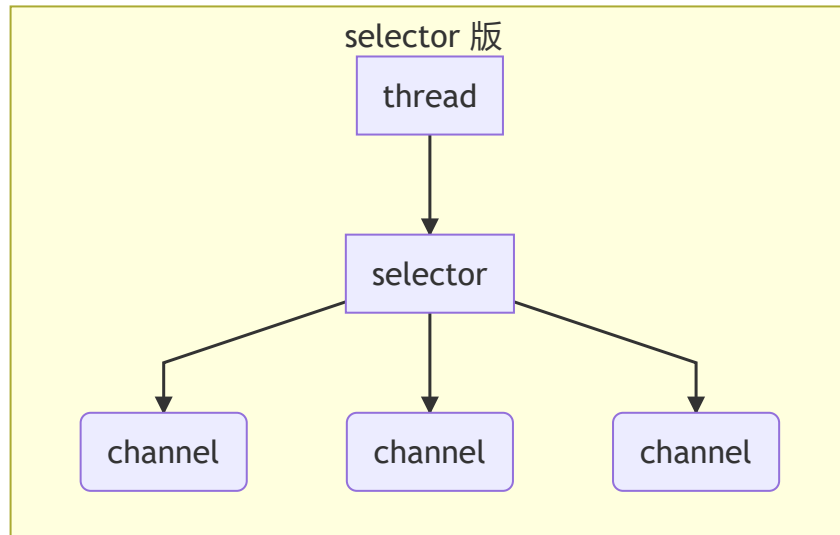 selector 版
thread
selector
channel
channel
channel